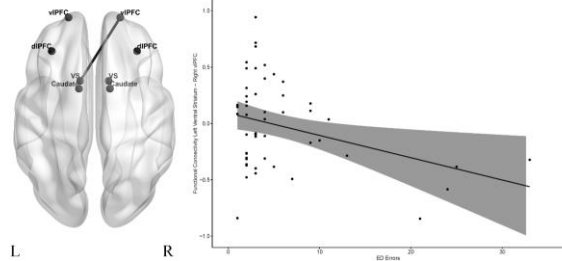 vlPFC vlPFC
dlPFC dlPFC
VS VS
Caudate Caudate
L R
Functional Connectivity Left Ventral Striatum – Right
1.0
0.5
0.0
−0.5
−1.0
0 10 20 30
ED Errors